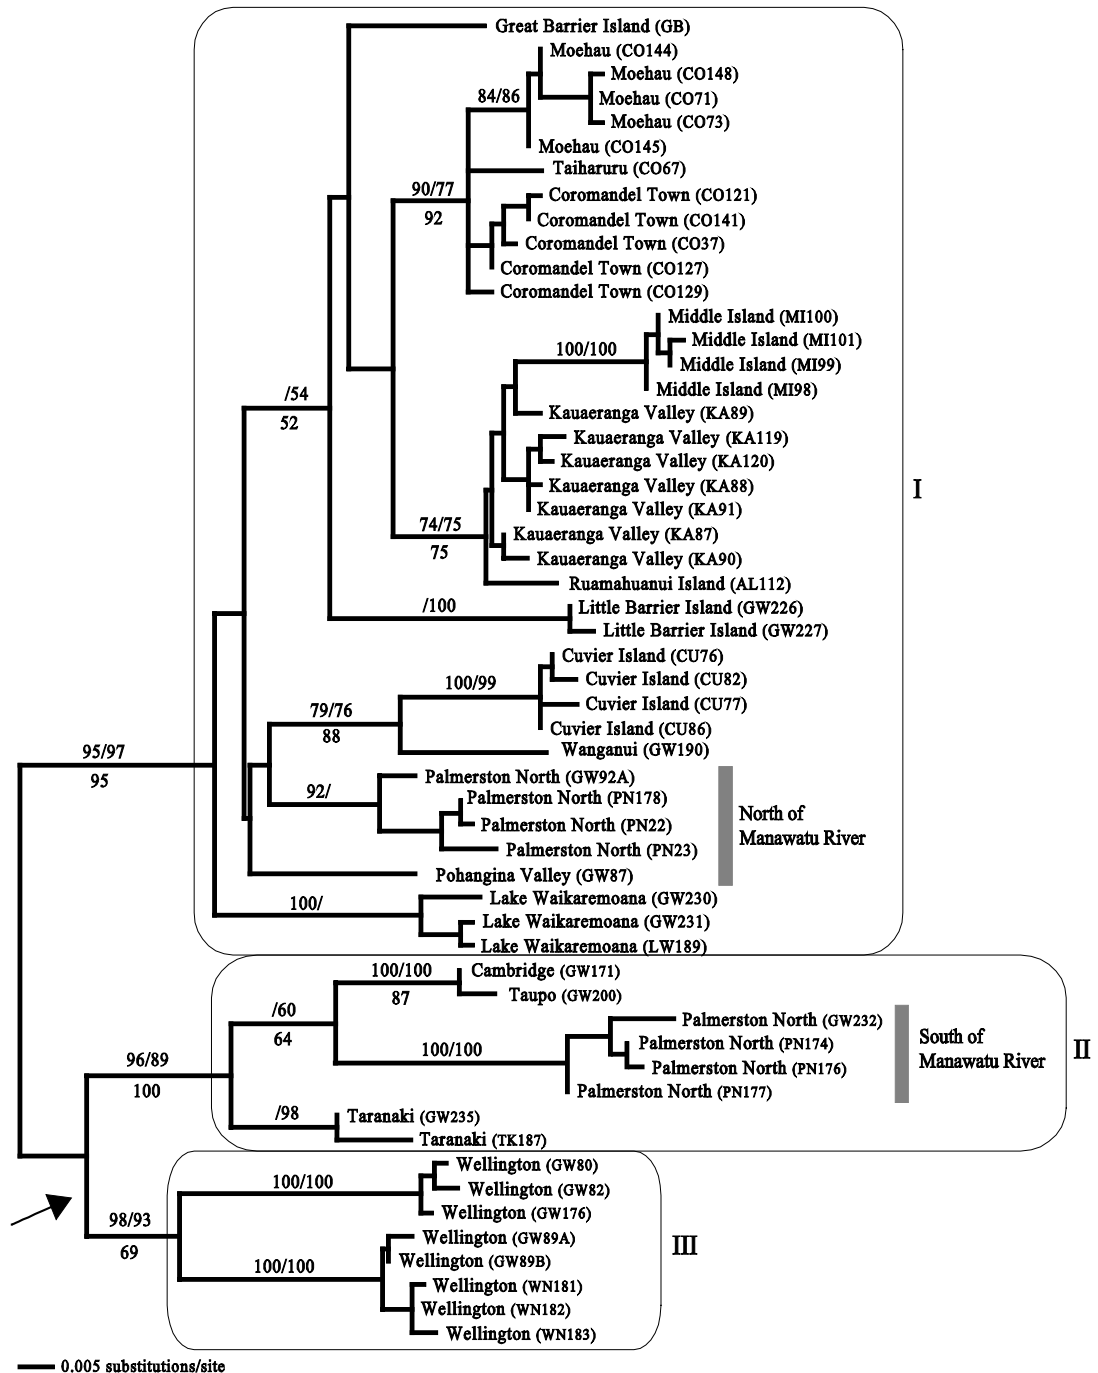 Great Barrier Island (GB)
Moehau (CO144)
Moehau (CO148)
84/86
Moehau (CO71)
Moehau (CO73)
Moehau (CO145)
Taiharuru (CO67)
90/77
92
Coromandel Town (CO121)
Coromandel Town (CO141)
Coromandel Town (CO37)
Coromandel Town (CO127)
Coromandel Town (CO129)
Middle Island (MI100)
Middle Island (MI101)
100/100
Middle Island (MI99)
Middle Island (MI98)
/54
52
Kauaeranga Valley (KA89)
Kauaeranga Valley (KA119)
Kauaeranga Valley (KA120)
Kauaeranga Valley (KA88)
I
Kauaeranga Valley (KA91)
74/75
75
Kauaeranga Valley (KA87)
Kauaeranga Valley (KA90)
Ruamahuanui Island (AL112)
/100
Little Barrier Island (GW226)
Little Barrier Island (GW227)
Cuvier Island (CU76)
100/99
Cuvier Island (CU82)
Cuvier Island (CU77)
79/76
88
Cuvier Island (CU86)
Wanganui (GW190)
95/97
95
Palmerston North (GW92A)
92/
Palmerston North (PN178)
Palmerston North (PN22)
Palmerston North (PN23)
North of
Manawatu River
Pohangina Valley (GW87)
100/
Lake Waikaremoana (GW230)
Lake Waikaremoana (GW231)
Lake Waikaremoana (LW189)
100/100
87
Cambridge (GW171)
Taupo (GW200)
/60
64
Palmerston North (GW232)
100/100
Palmerston North (PN174)
Palmerston North (PN176)
Palmerston North (PN177)
South of
Manawatu River
II
96/89
100
/98
Taranaki (GW235)
Taranaki (TK187)
Wellington (GW80)
100/100
Wellington (GW82)
Wellington (GW176)
98/93
69
Wellington (GW89A)
III
Wellington (GW89B)
100/100
Wellington (WN181)
Wellington (WN182)
Wellington (WN183)
0.005 substitutions/site